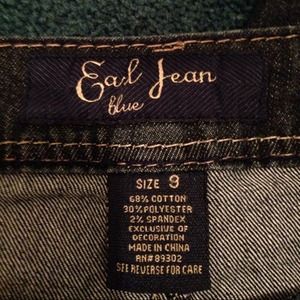 Earl Jean
blue
SIZE 9
68% COTTON
30% POLYESTER
2% SPANDEX
EXCLUSIVE OF
DECORATION
MADE IN CHINA
RN#89302
SEE REVERSE FOR CARE